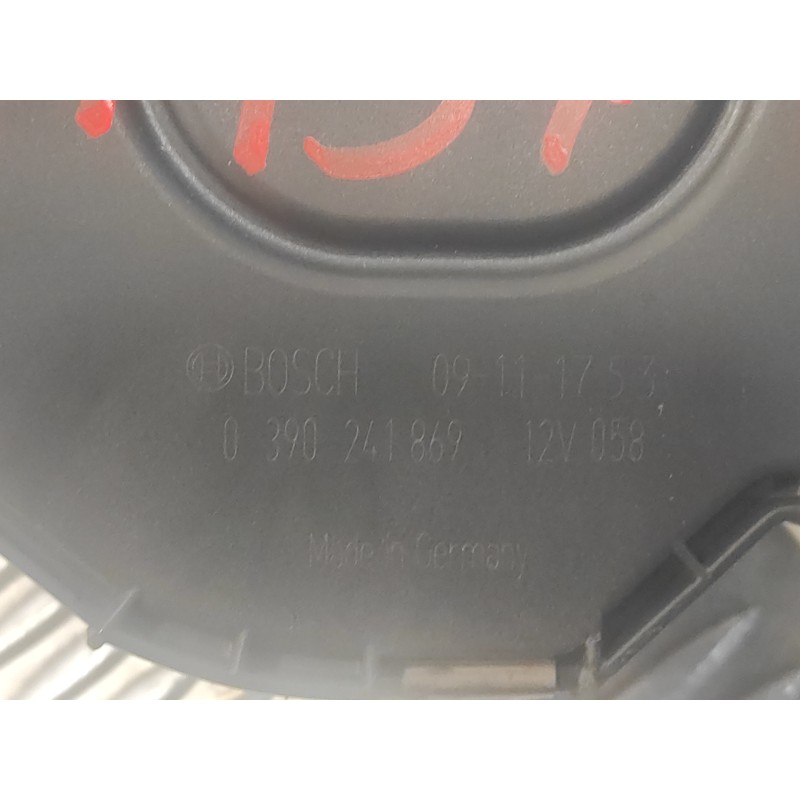 BOSCH 09-11-17 5 3
0 390 241 869 12V 058
Made in Germany